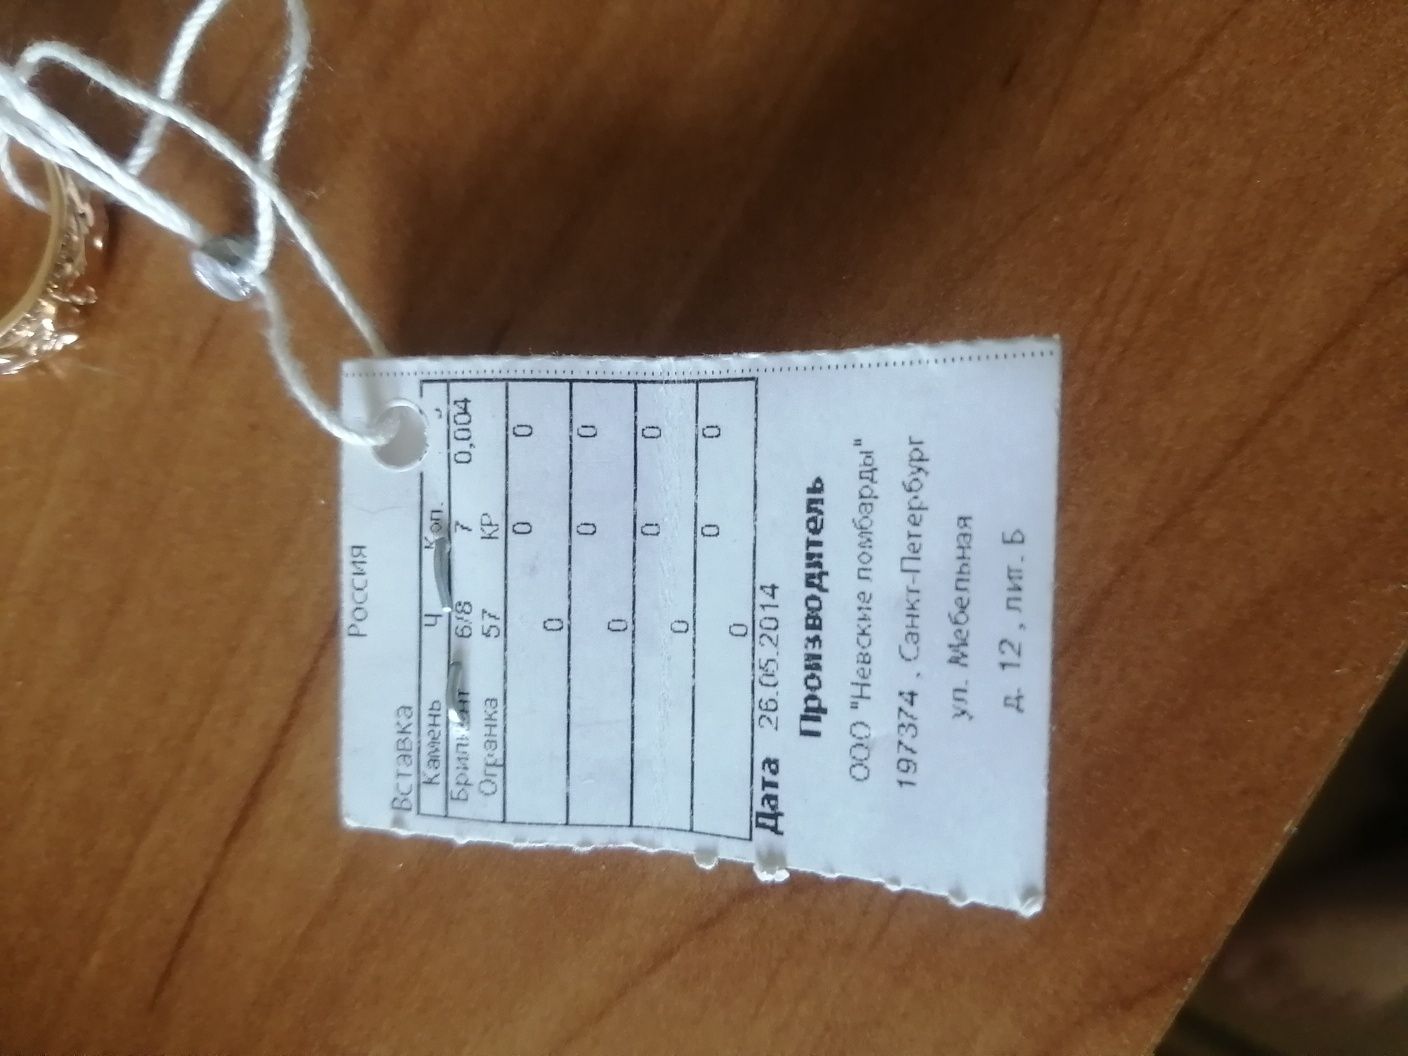 Россия
Вставка
Камень Ч Кол.
Бриллиант 6/8 7 0,004
Огранка 57 КР
0 0
0
0 0
0
0 0
0
0 0
0
Дата 26.05.2014
Производитель
ООО "Невские ломбарды"
197374 , Санкт-Петербург
ул. Мебельная
д. 12 , лит. Б